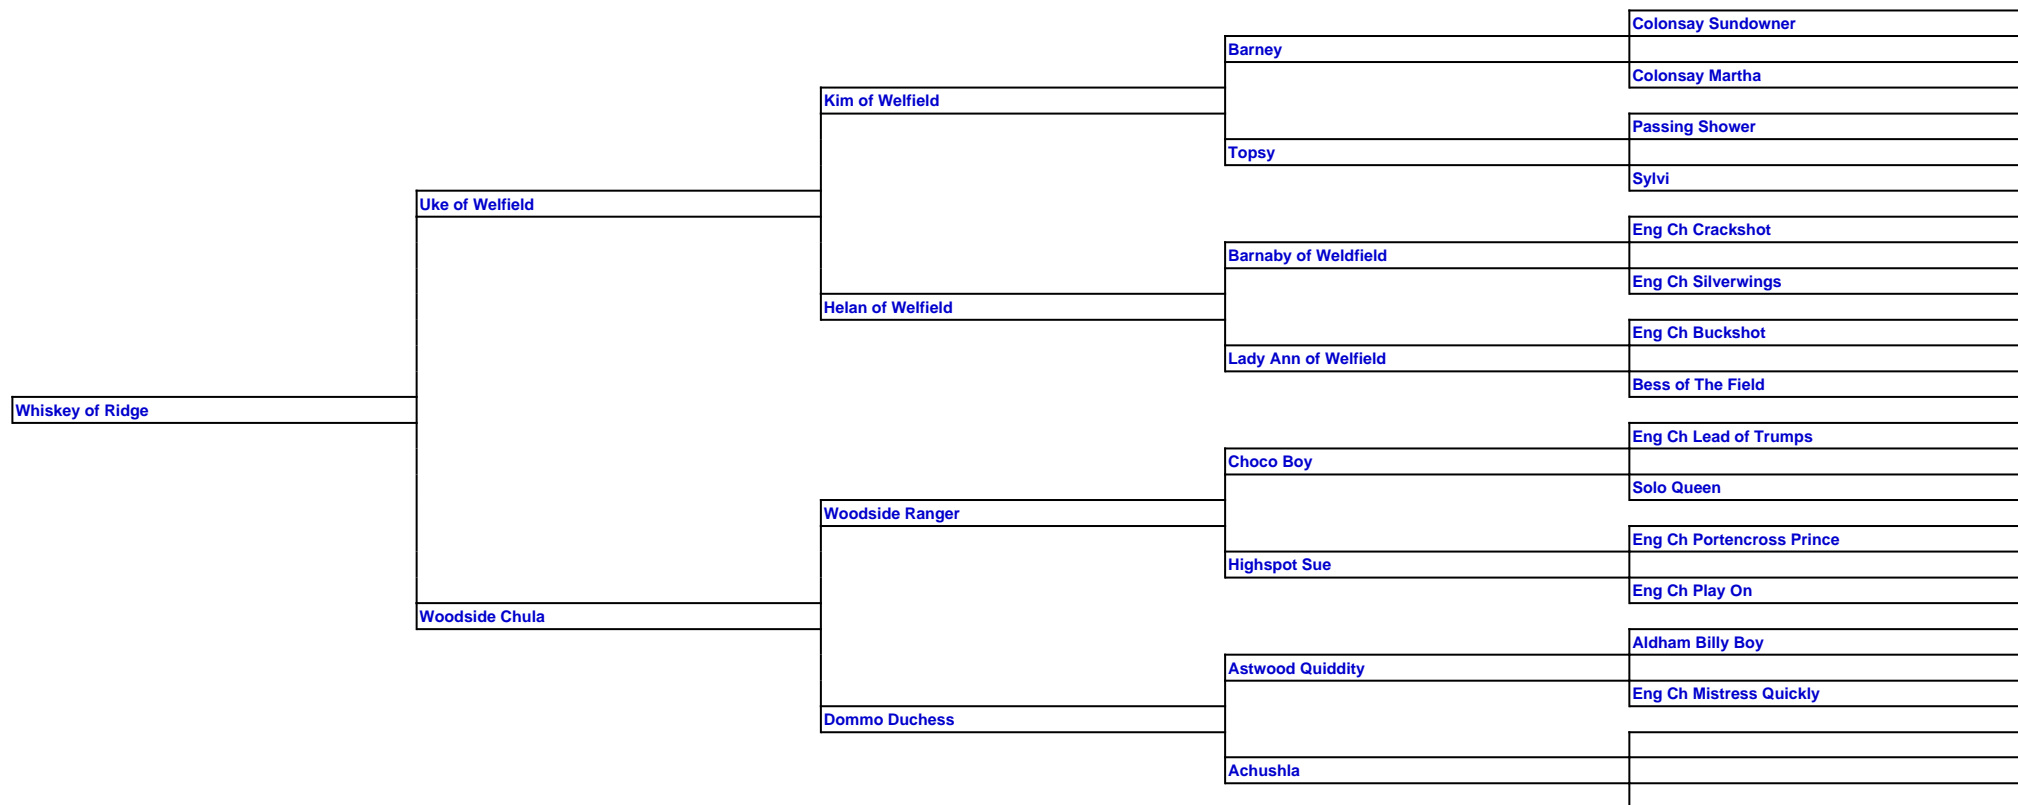 Colonsay Sundowner
Barney
Colonsay Martha
Kim of Welfield
Passing Shower
Topsy
Sylvi
Uke of Welfield
Eng Ch Crackshot
Barnaby of Weldfield
Eng Ch Silverwings
Helan of Welfield
Eng Ch Buckshot
Lady Ann of Welfield
Bess of The Field
Whiskey of Ridge
Eng Ch Lead of Trumps
Choco Boy
Solo Queen
Woodside Ranger
Eng Ch Portencross Prince
Highspot Sue
Eng Ch Play On
Woodside Chula
Aldham Billy Boy
Astwood Quiddity
Eng Ch Mistress Quickly
Dommo Duchess
Achushla